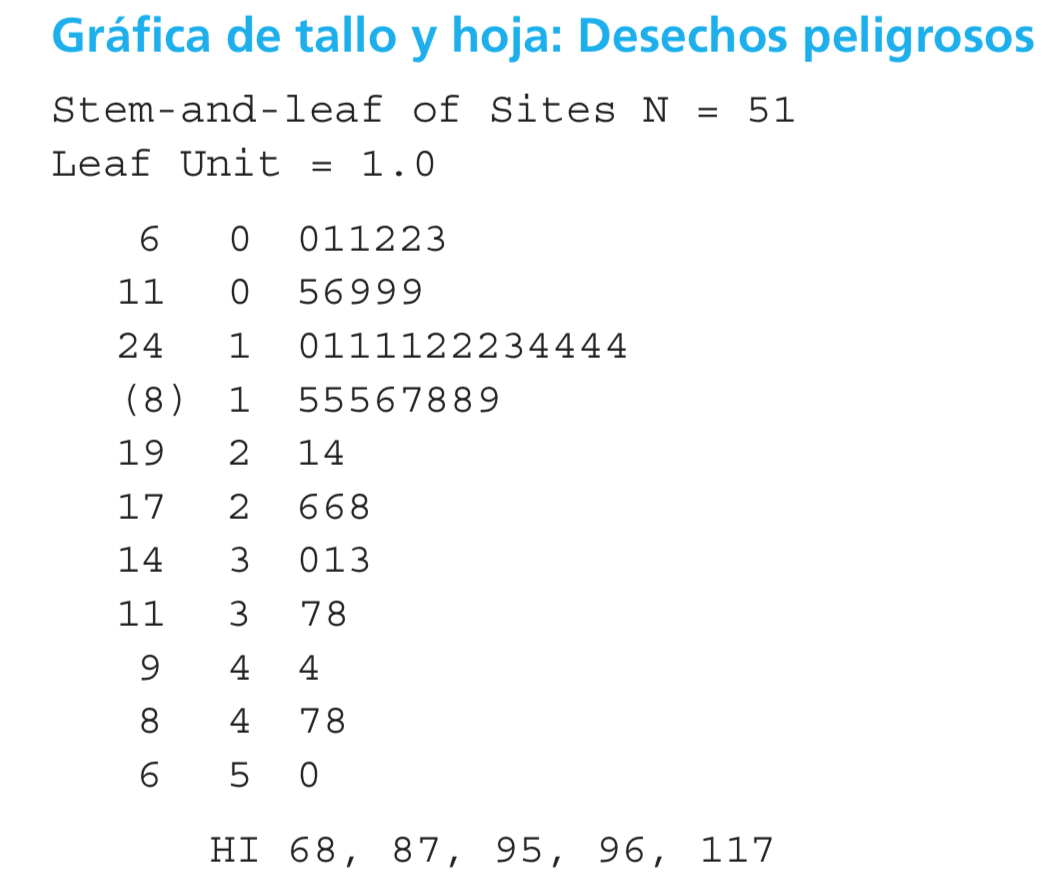 Gráfica de tallo y hoja: Desechos peligrosos
Stem-and-leaf of Sites N = 51
Leaf Unit = 1.0
6 0 011223
11 0 56999
24 1 0111122234444
(8) 1 55567889
19 2 14
17 2 668
14 3 013
11 3 78
9 4 4
8 4 78
6 5 0
HI 68, 87, 95, 96, 117